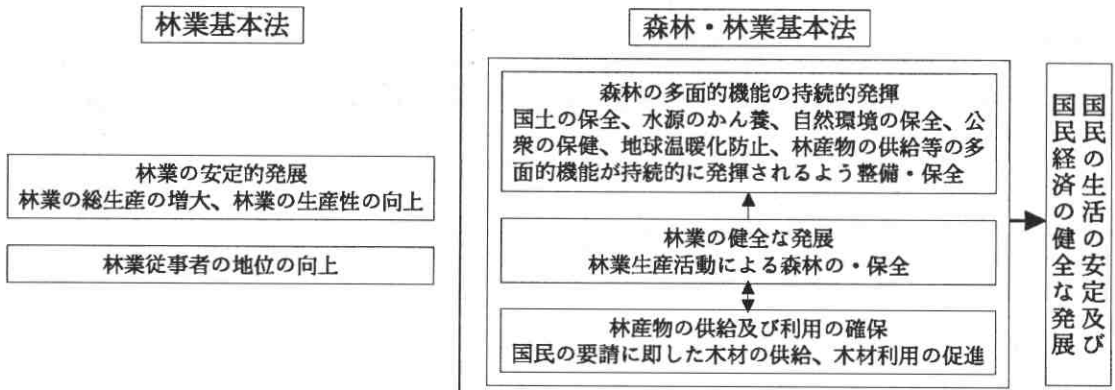 林業基本法
林業の安定的発展
林業の総生産の増大、林業の生産性の向上
林業従事者の地位の向上
森林・林業基本法
森林の多面的機能の持続的発揮
国土の保全、水源のかん養、自然環境の保全、公
衆の保健、地球温暖化防止、林産物の供給等の多
面的機能が持続的に発揮されるよう整備・保全
林業の健全な発展
林業生産活動による森林の・保全
林産物の供給及び利用の確保
国民の要請に即した木材の供給、木材利用の促進
国民の生活の安定及び
国民経済の健全な発展